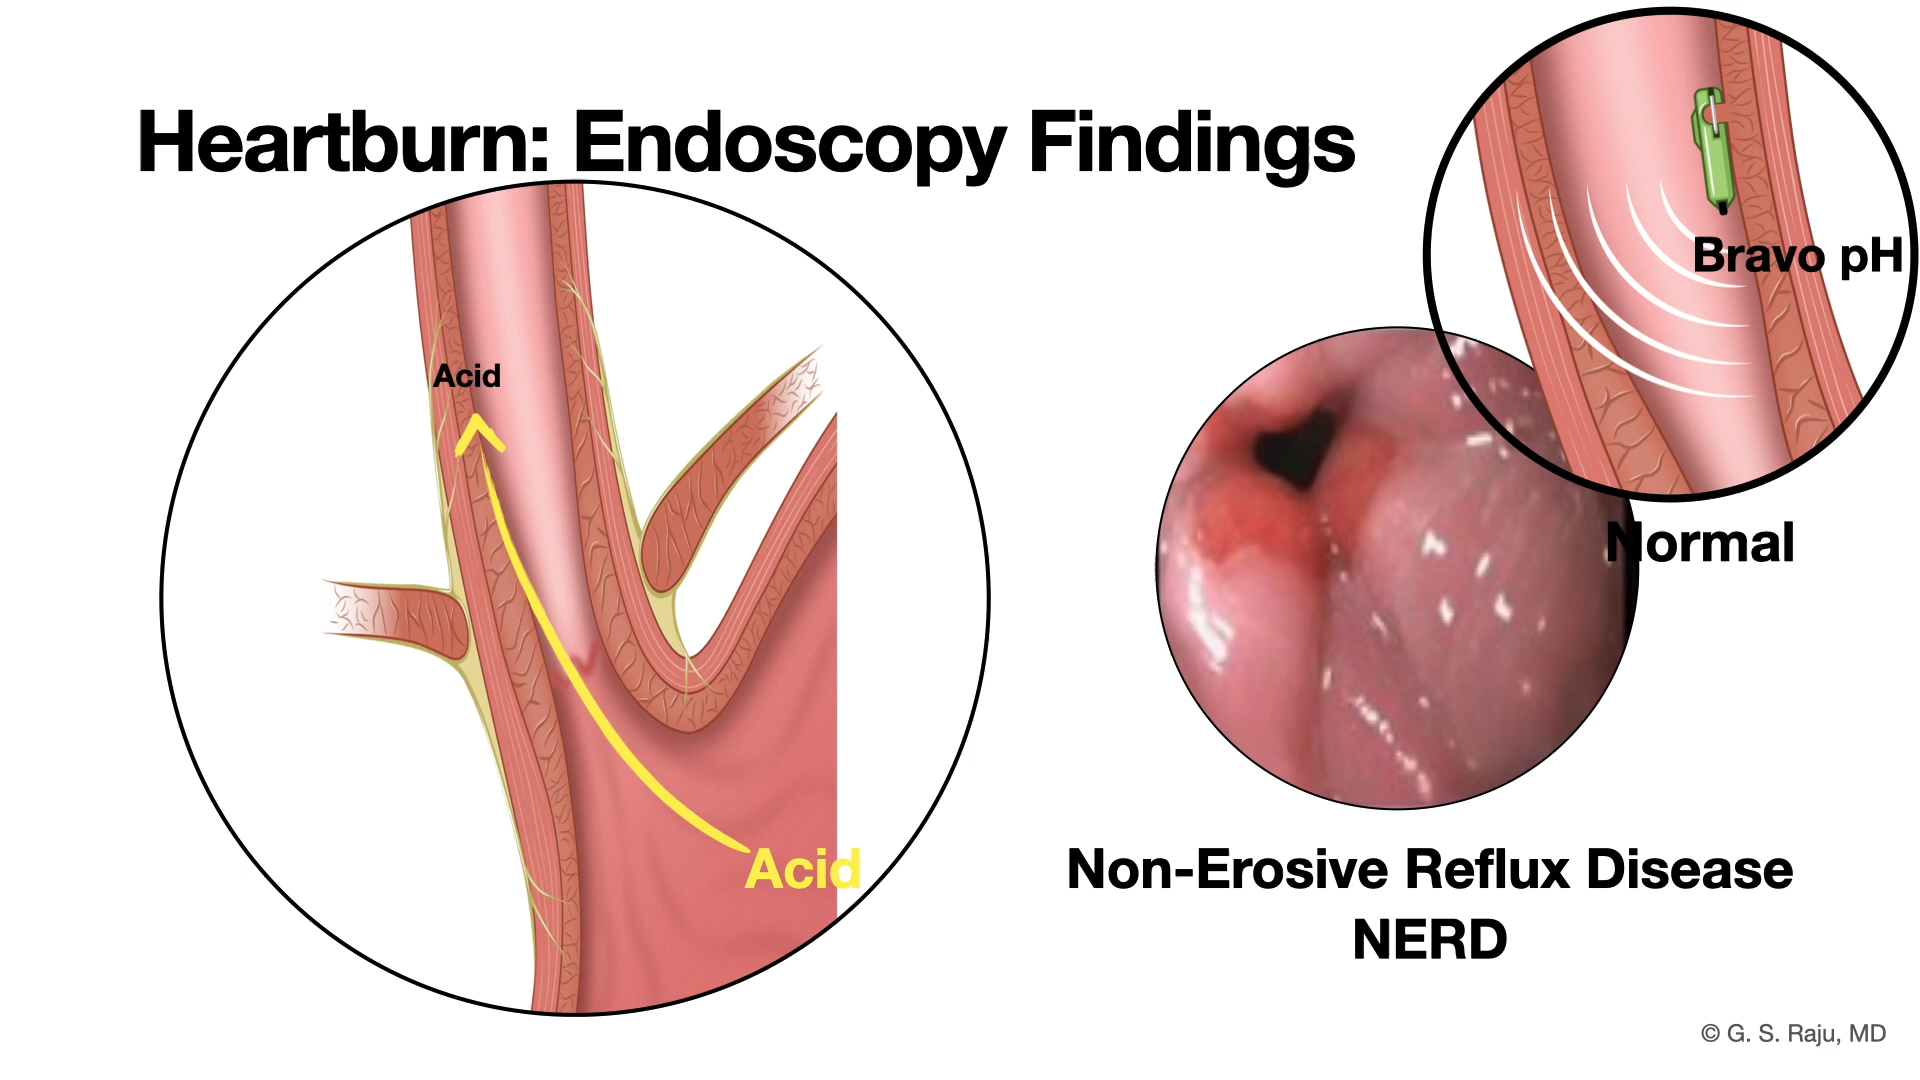 Heartburn: Endoscopy Findings
Acid
Acid
Bravo pH
Normal
Non-Erosive Reflux Disease
NERD
© G. S. Raju, MD